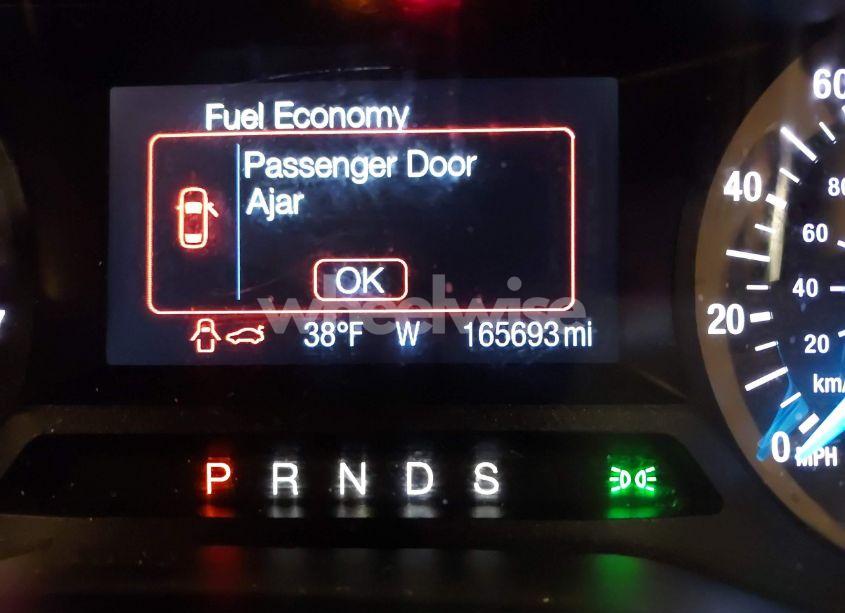 Fuel Economy
Passenger Door
Ajar
OK
wheelwise
38°F W 165693 mi
P R N D S
60
40
20
0
MPH
80
60
40
20
km/